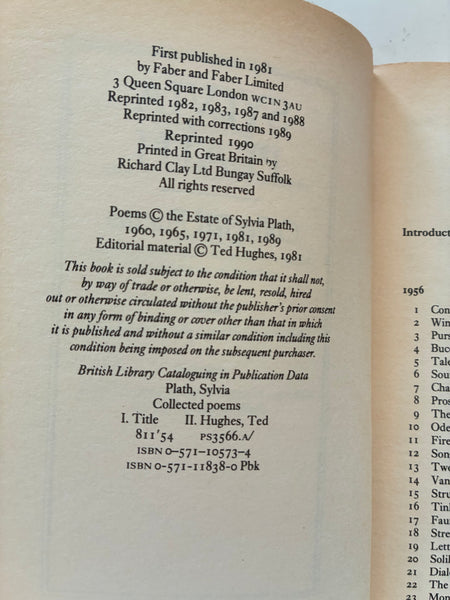 First published in 1981
by Faber and Faber Limited
3 Queen Square London WC1N 3AU
Reprinted 1982, 1983, 1987 and 1988
Reprinted with corrections 1989
Reprinted 1990
Printed in Great Britain by
Richard Clay Ltd Bungay Suffolk
All rights reserved
Poems © the Estate of Sylvia Plath,
1960, 1965, 1971, 1981, 1989
Editorial material © Ted Hughes, 1981
This book is sold subject to the condition that it shall not,
by way of trade or otherwise, be lent, resold, hired
out or otherwise circulated without the publisher's prior consent
in any form of binding or cover other than that in which
it is published and without a similar condition including this
condition being imposed on the subsequent purchaser.
British Library Cataloguing in Publication Data
Plath, Sylvia
Collected poems
I. Title II. Hughes, Ted
811'54 PS3566.A/
ISBN 0-571-10573-4
ISBN 0-571-11838-0 Pbk
Introduct
1956
1 Con
2 Win
3 Purs
4 Buc
5 Tale
6 Sou
7 Cha
8 Pros
9 The
10 Ode
11 Fire
12 Son
13 Two
14 Van
15 Stru
16 Tink
17 Fau
18 Stre
19 Lett
20 Solil
21 Dialo
22 The
23 Mon